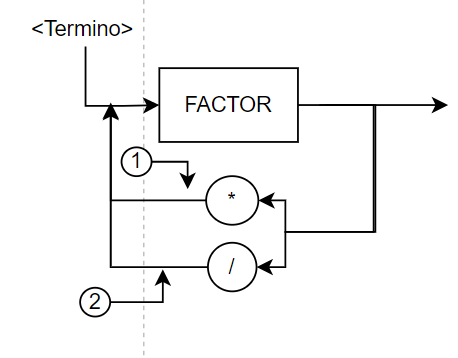 <Termino>
FACTOR
1
*
/
2